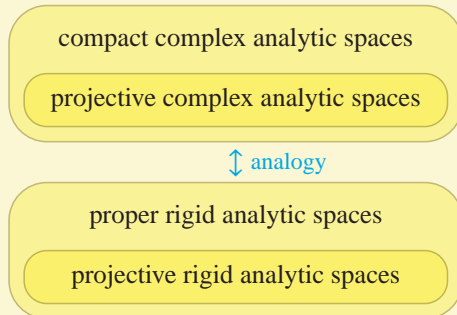 compact complex analytic spaces
projective complex analytic spaces
↕ analogy
proper rigid analytic spaces
projective rigid analytic spaces